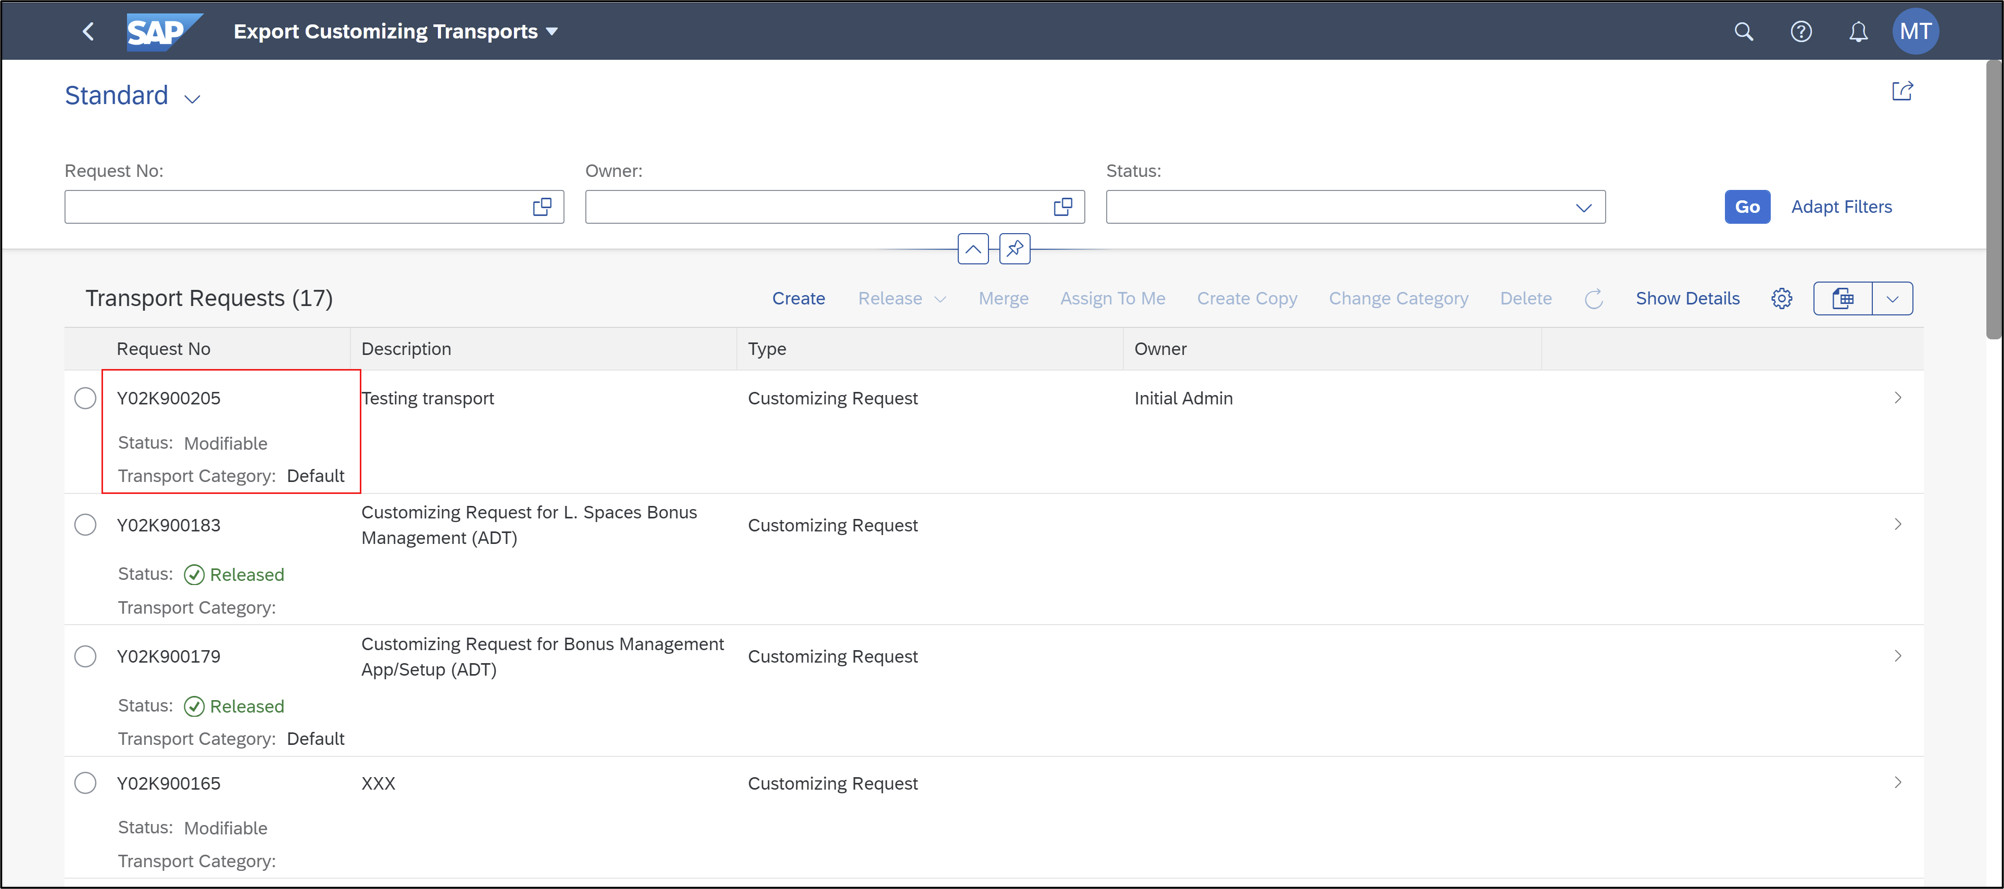 SAP Export Customizing Transports MT
Standard
Request No: Owner: Status:
Go Adapt Filters
Transport Requests (17) Create Release Merge Assign To Me Create Copy Change Category Delete Show Details
Request No Description Type Owner
Y02K900205 Testing transport Customizing Request Initial Admin
Status: Modifiable
Transport Category: Default
Customizing Request for L. Spaces Bonus
Y02K900183 Customizing Request
Management (ADT)
Status: Released
Transport Category:
Customizing Request for Bonus Management
Y02K900179 Customizing Request
App/Setup (ADT)
Status: Released
Transport Category: Default
Y02K900165 XXX Customizing Request
Status: Modifiable
Transport Category: